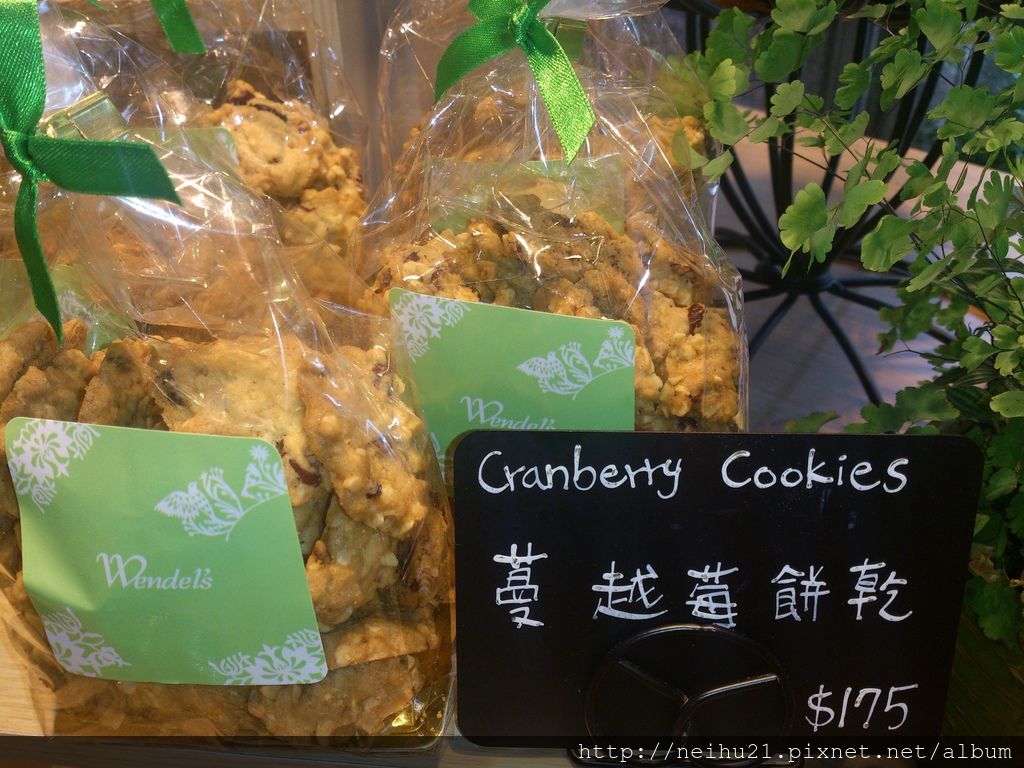 Wendel's
Wendel's
Cranberry Cookies
蔓越莓餅乾
$175
http://neihu21.pixnet.net/album